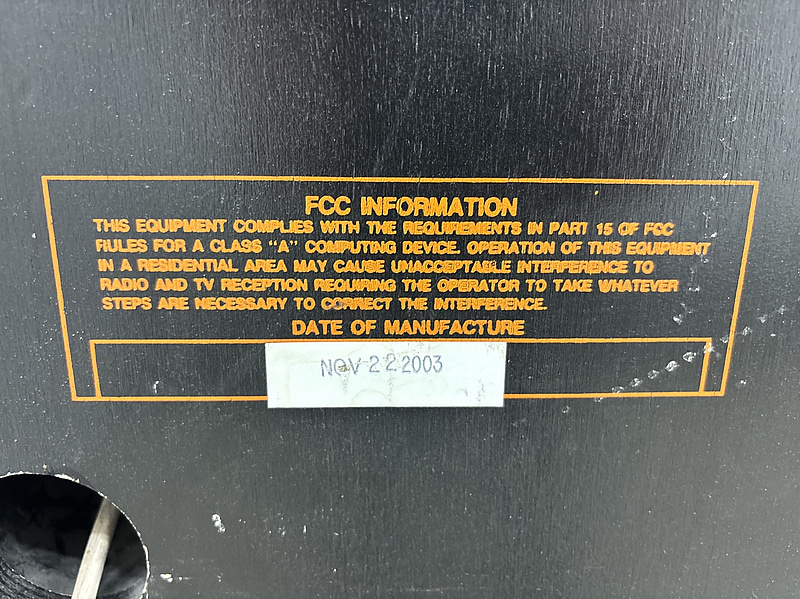 FCC INFORMATION
THIS EQUIPMENT COMPLIES WITH THE REQUIREMENTS IN PART 15 OF FCC
RULES FOR A CLASS "A" COMPUTING DEVICE. OPERATION OF THIS EQUIPMENT
IN A RESIDENTIAL AREA MAY CAUSE UNACCEPTABLE INTERFERENCE TO
RADIO AND TV RECEPTION REQUIRING THE OPERATOR TO TAKE WHATEVER
STEPS ARE NECESSARY TO CORRECT THE INTERFERENCE.
DATE OF MANUFACTURE
NOV 22 2003